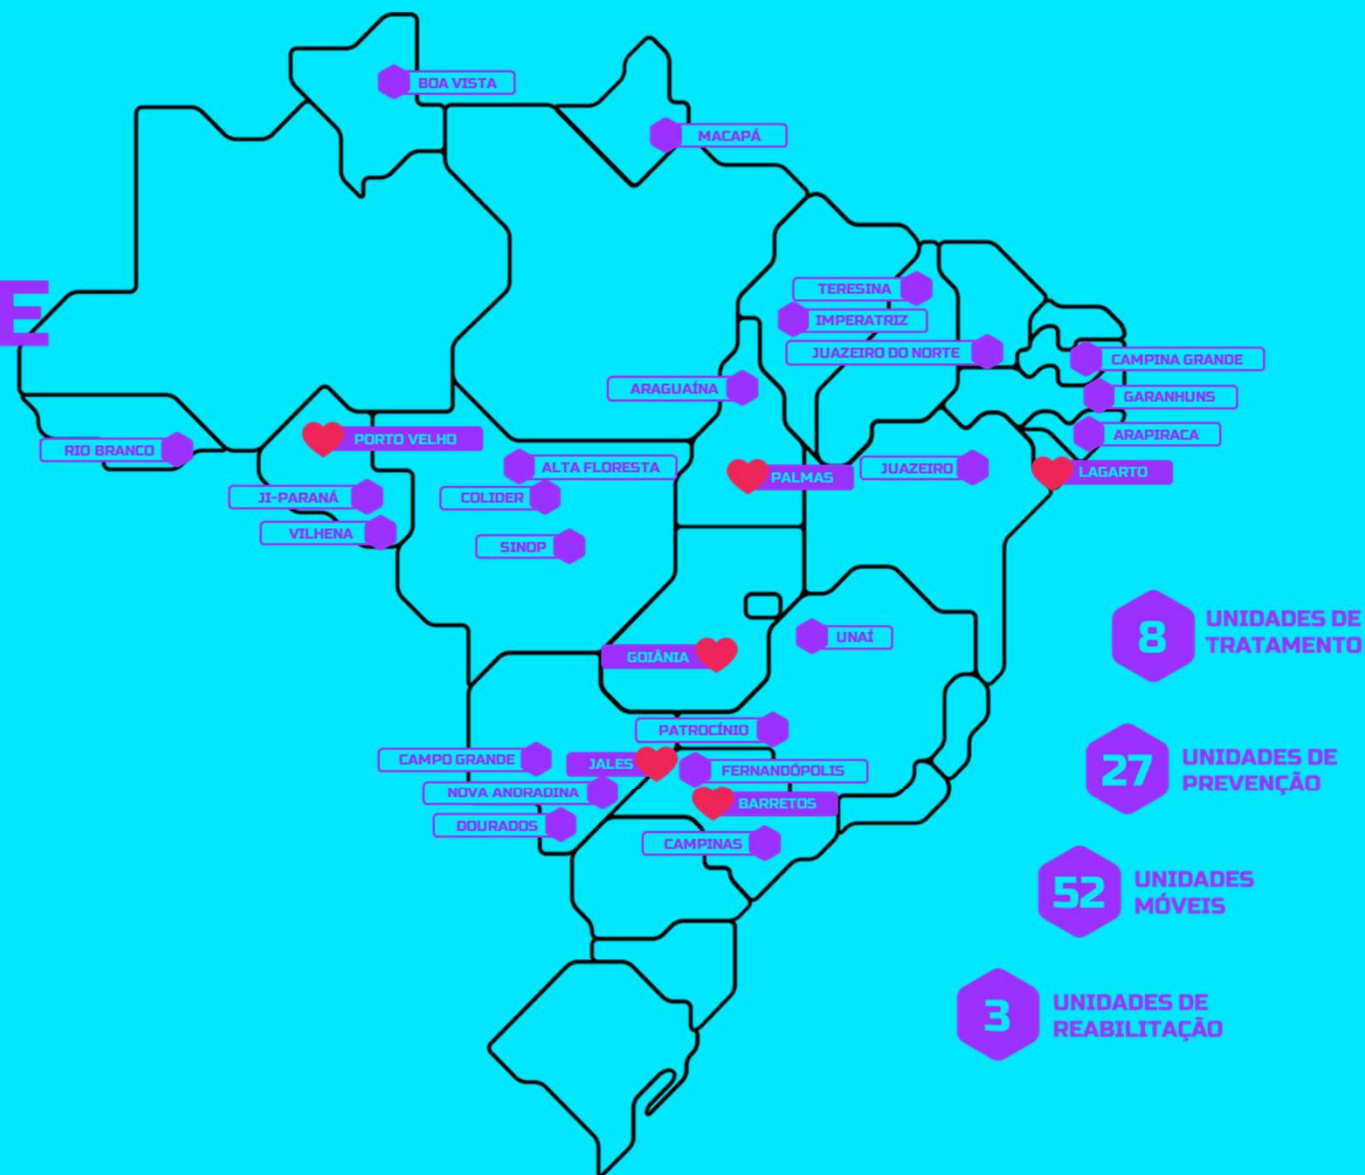 BOA VISTA
MACAPÁ
E
TERESINA
IMPERATRIZ
JUAZEIRO DO NORTE
CAMPINA GRANDE
ARAGUAÍNA
GARANHUNS
ARAPIRACA
PORTO VELHO
RIO BRANCO
ALTA FLORESTA
PALMAS
JUAZEIRO
LAGARTO
JI-PARANÁ
COLIDER
VILHENA
SINOP
UNAÍ
GOIÂNIA
PATROCÍNIO
CAMPO GRANDE
JALES
FERNANDÓPOLIS
NOVA ANDRADINA
BARRETOS
DOURADOS
CAMPINAS
8
UNIDADES DE
TRATAMENTO
27
UNIDADES DE
PREVENÇÃO
52
UNIDADES
MÓVEIS
3
UNIDADES DE
REABILITAÇÃO